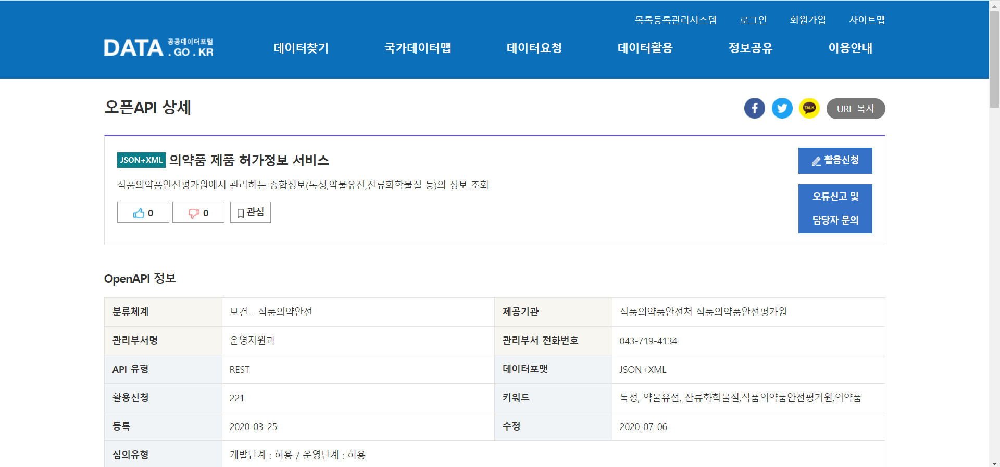 목록등록관리시스템 로그인 회원가입 사이트맵
DATA 공공데이터포털 .GO.KR
데이터찾기 국가데이터맵 데이터요청 데이터활용 정보공유 이용안내
오픈API 상세
TALK
URL 복사
JSON+XML 의약품 제품 허가정보 서비스
활용신청
식품의약품안전평가원에서 관리하는 종합정보(독성,약물유전,잔류화학물질 등)의 정보 조회
오류신고 및
담당자 문의
0 0 관심
OpenAPI 정보
분류체계 보건 - 식품의약안전 제공기관 식품의약품안전처 식품의약품안전평가원
관리부서명 운영지원과 관리부서 전화번호 043-719-4134
API 유형 REST 데이터포맷 JSON+XML
활용신청 221 키워드 독성, 약물유전, 잔류화학물질,식품의약품안전평가원,의약품
등록 2020-03-25 수정 2020-07-06
심의유형 개발단계 : 허용 / 운영단계 : 허용